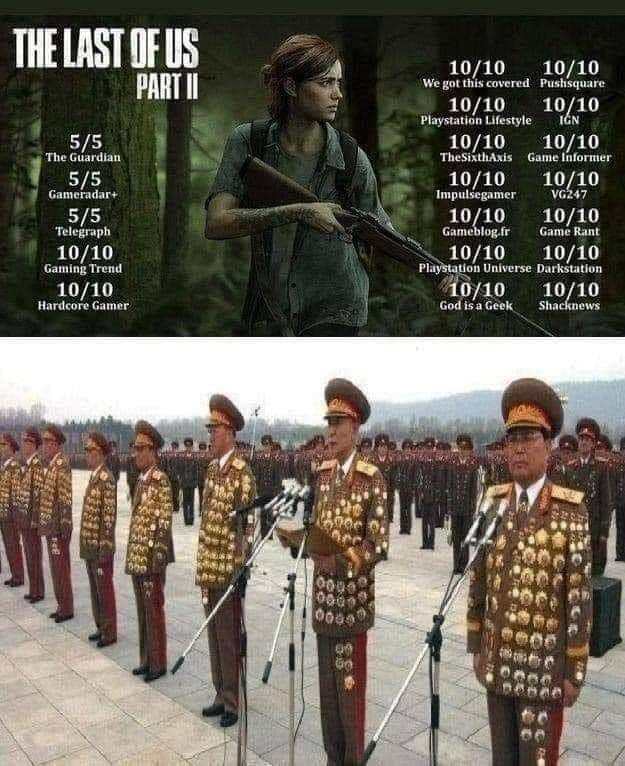 THE LAST OF US
PART II
5/5
The Guardian
5/5
Gameradar+
5/5
Telegraph
10/10
Gaming Trend
10/10
Hardcore Gamer
10/10 10/10
We got this covered Pushsquare
10/10 10/10
Playstation Lifestyle IGN
10/10 10/10
TheSixthAxis Game Informer
10/10 10/10
Impulsegamer VG247
10/10 10/10
Gameblog.fr Game Rant
10/10 10/10
Playstation Universe Darkstation
10/10 10/10
God is a Geek Shacknews